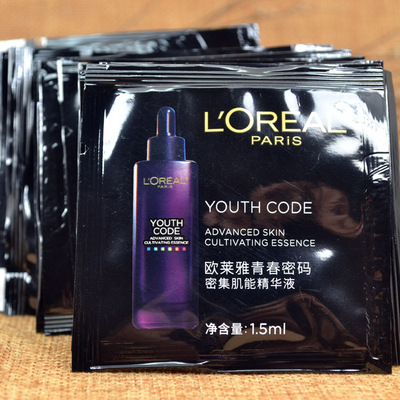 L'ORÉAL
PARIS
YOUTH CODE
ADVANCED SKIN
CULTIVATING ESSENCE
欧莱雅青春密码
密集肌能精华液
净含量: 1.5ml
L'ORÉAL
PARIS
YOUTH
CODE
ADVANCED SKIN
CULTIVATING ESSENCE